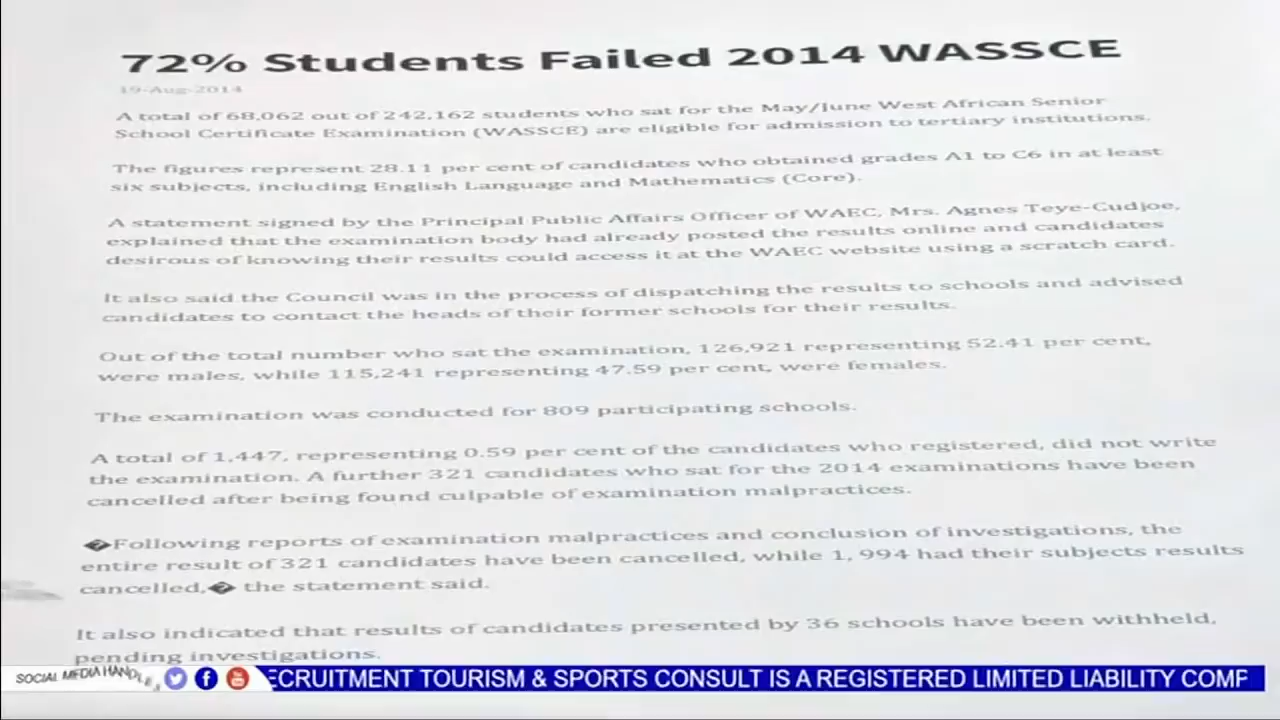 72% Students Failed 2014 WASSCE
19-Aug-2014
A total of 68,062 out of 242,162 students who sat for the May/June West African Senior
School Certificate Examination (WASSCE) are eligible for admission to tertiary institutions.
The figures represent 28.11 per cent of candidates who obtained grades A1 to C6 in at least
six subjects, including English Language and Mathematics (Core).
A statement signed by the Principal Public Affairs Officer of WAEC, Mrs. Agnes Teye-Cudjoe,
explained that the examination body had already posted the results online and candidates
desirous of knowing their results could access it at the WAEC website using a scratch card.
It also said the Council was in the process of dispatching the results to schools and advised
candidates to contact the heads of their former schools for their results.
Out of the total number who sat the examination, 126,921 representing 52.41 per cent,
were males, while 115,241 representing 47.59 per cent, were females.
The examination was conducted for 809 participating schools.
A total of 1,447, representing 0.59 per cent of the candidates who registered, did not write
the examination. A further 321 candidates who sat for the 2014 examinations have been
cancelled after being found culpable of examination malpractices.
�Following reports of examination malpractices and conclusion of investigations, the
entire result of 321 candidates have been cancelled, while 1, 994 had their subjects results
cancelled,� the statement said.
It also indicated that results of candidates presented by 36 schools have been withheld,
pending investigations.
SOCIAL MEDIA HANDLES ECRUITMENT TOURISM & SPORTS CONSULT IS A REGISTERED LIMITED LIABILITY COMP